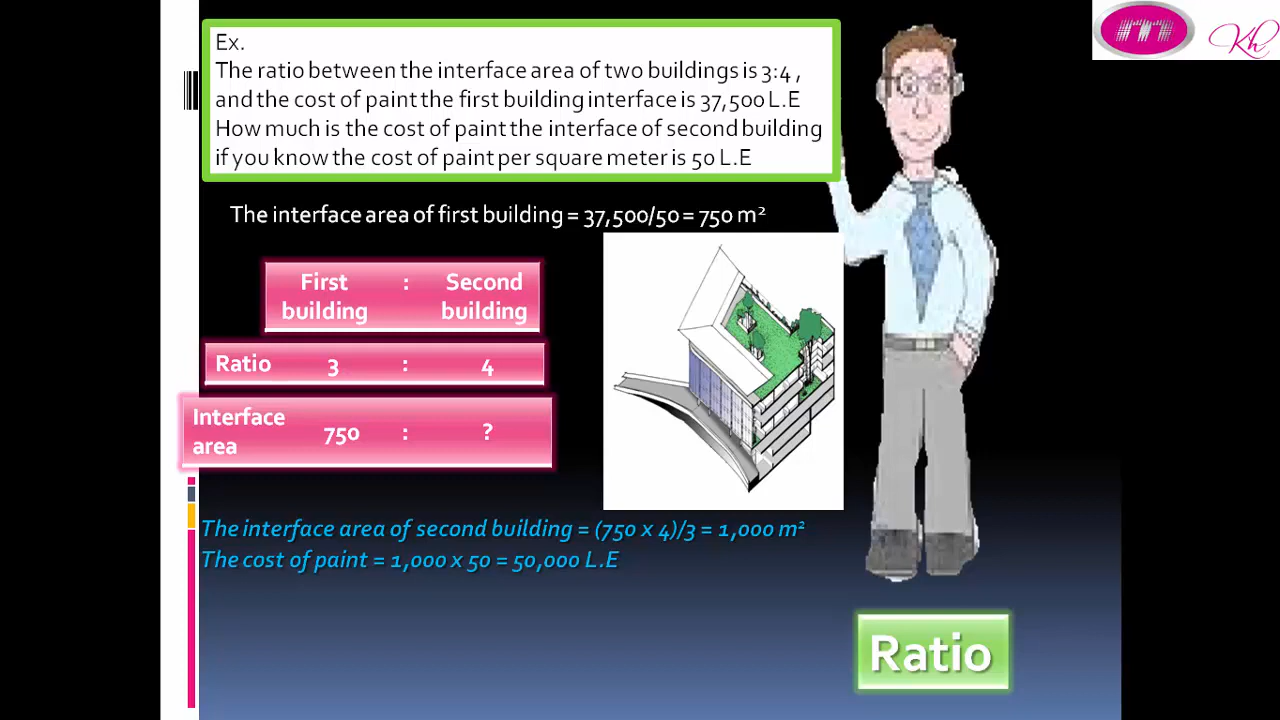 Ex.
The ratio between the interface area of two buildings is 3:4 ,
and the cost of paint the first building interface is 37,500 L.E
How much is the cost of paint the interface of second building
if you know the cost of paint per square meter is 50 L.E
The interface area of first building = 37,500/50 = 750 m²
First : Second
building building
Ratio 3 : 4
Interface
area 750 : ?
The interface area of second building = (750 x 4)/3 = 1,000 m²
The cost of paint = 1,000 x 50 = 50,000 L.E
Ratio
m
Kh